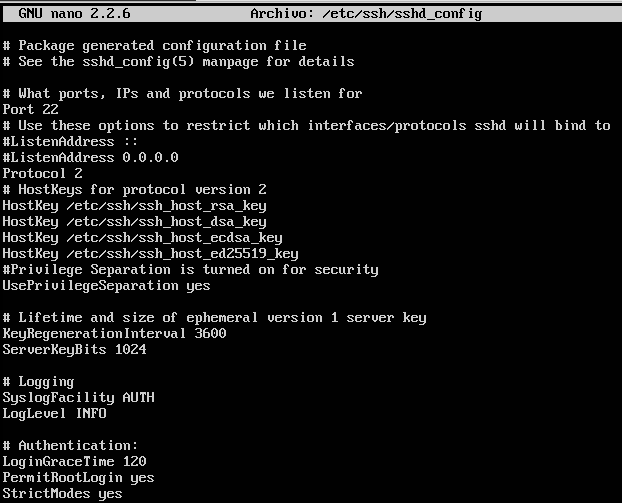 GNU nano 2.2.6 Archivo: /etc/ssh/sshd_config
# Package generated configuration file
# See the sshd_config(5) manpage for details
# What ports, IPs and protocols we listen for
Port 22
# Use these options to restrict which interfaces/protocols sshd will bind to
#ListenAddress ::
#ListenAddress 0.0.0.0
Protocol 2
# HostKeys for protocol version 2
HostKey /etc/ssh/ssh_host_rsa_key
HostKey /etc/ssh/ssh_host_dsa_key
HostKey /etc/ssh/ssh_host_ecdsa_key
HostKey /etc/ssh/ssh_host_ed25519_key
#Privilege Separation is turned on for security
UsePrivilegeSeparation yes
# Lifetime and size of ephemeral version 1 server key
KeyRegenerationInterval 3600
ServerKeyBits 1024
# Logging
SyslogFacility AUTH
LogLevel INFO
# Authentication:
LoginGraceTime 120
PermitRootLogin yes
StrictModes yes